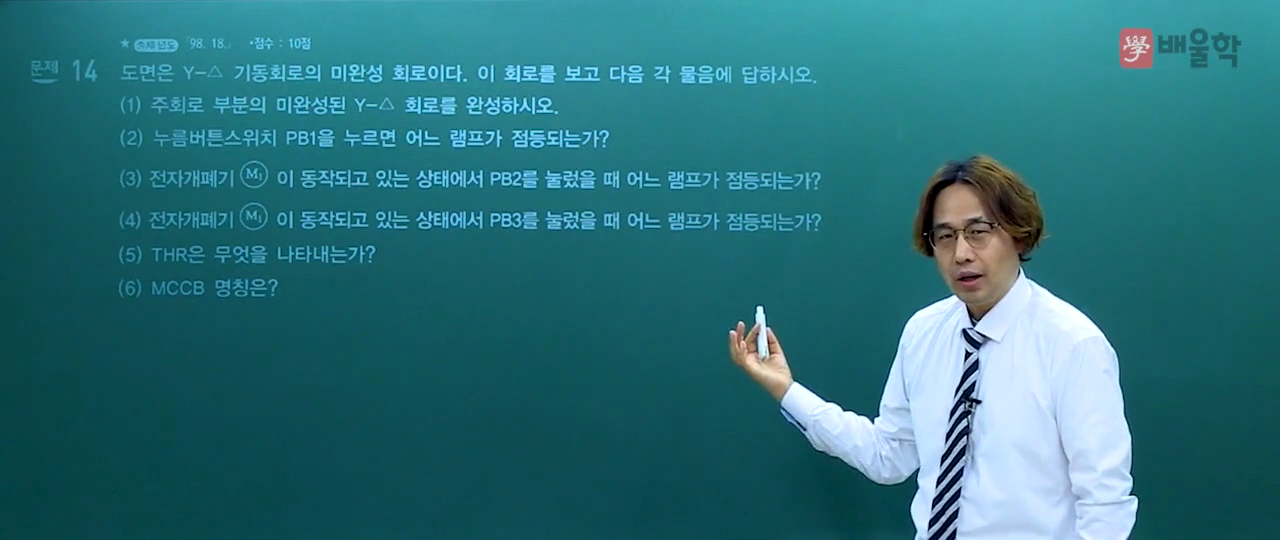 ★ 출제년도 '98. 18. •점수 : 10점
學 배울학
문제 14 도면은 Y-△ 기동회로의 미완성 회로이다. 이 회로를 보고 다음 각 물음에 답하시오.
(1) 주회로 부분의 미완성된 Y-△ 회로를 완성하시오.
(2) 누름버튼스위치 PB1을 누르면 어느 램프가 점등되는가?
(3) 전자개폐기 M₁ 이 동작되고 있는 상태에서 PB2를 눌렀을 때 어느 램프가 점등되는가?
(4) 전자개폐기 M₁ 이 동작되고 있는 상태에서 PB3를 눌렀을 때 어느 램프가 점등되는가?
(5) THR은 무엇을 나타내는가?
(6) MCCB 명칭은?